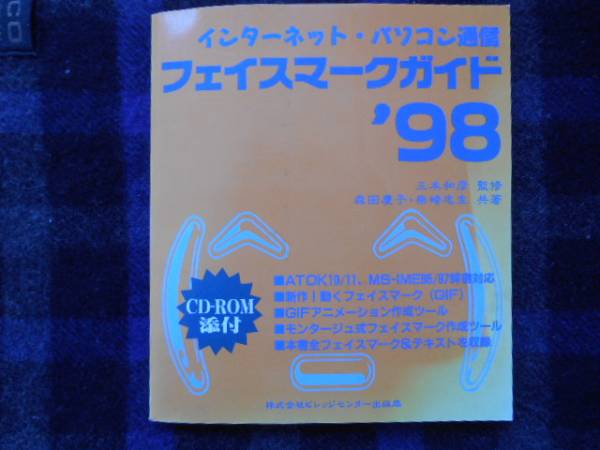 インターネット・パソコン通信
フェイスマークガイド
'98
三木和彦 監修
森田慶子・ 共著
■ATOK10/11、MS-IME95/97辞書対応
■新作！動くフェイスマーク（GIF）
■GIFアニメーション作成ツール
■モンタージュ式フェイスマーク作成ツール
■本書全フェイスマーク&テキストを収録
CD-ROM
添付
株式会社ビレッジセンター出版局